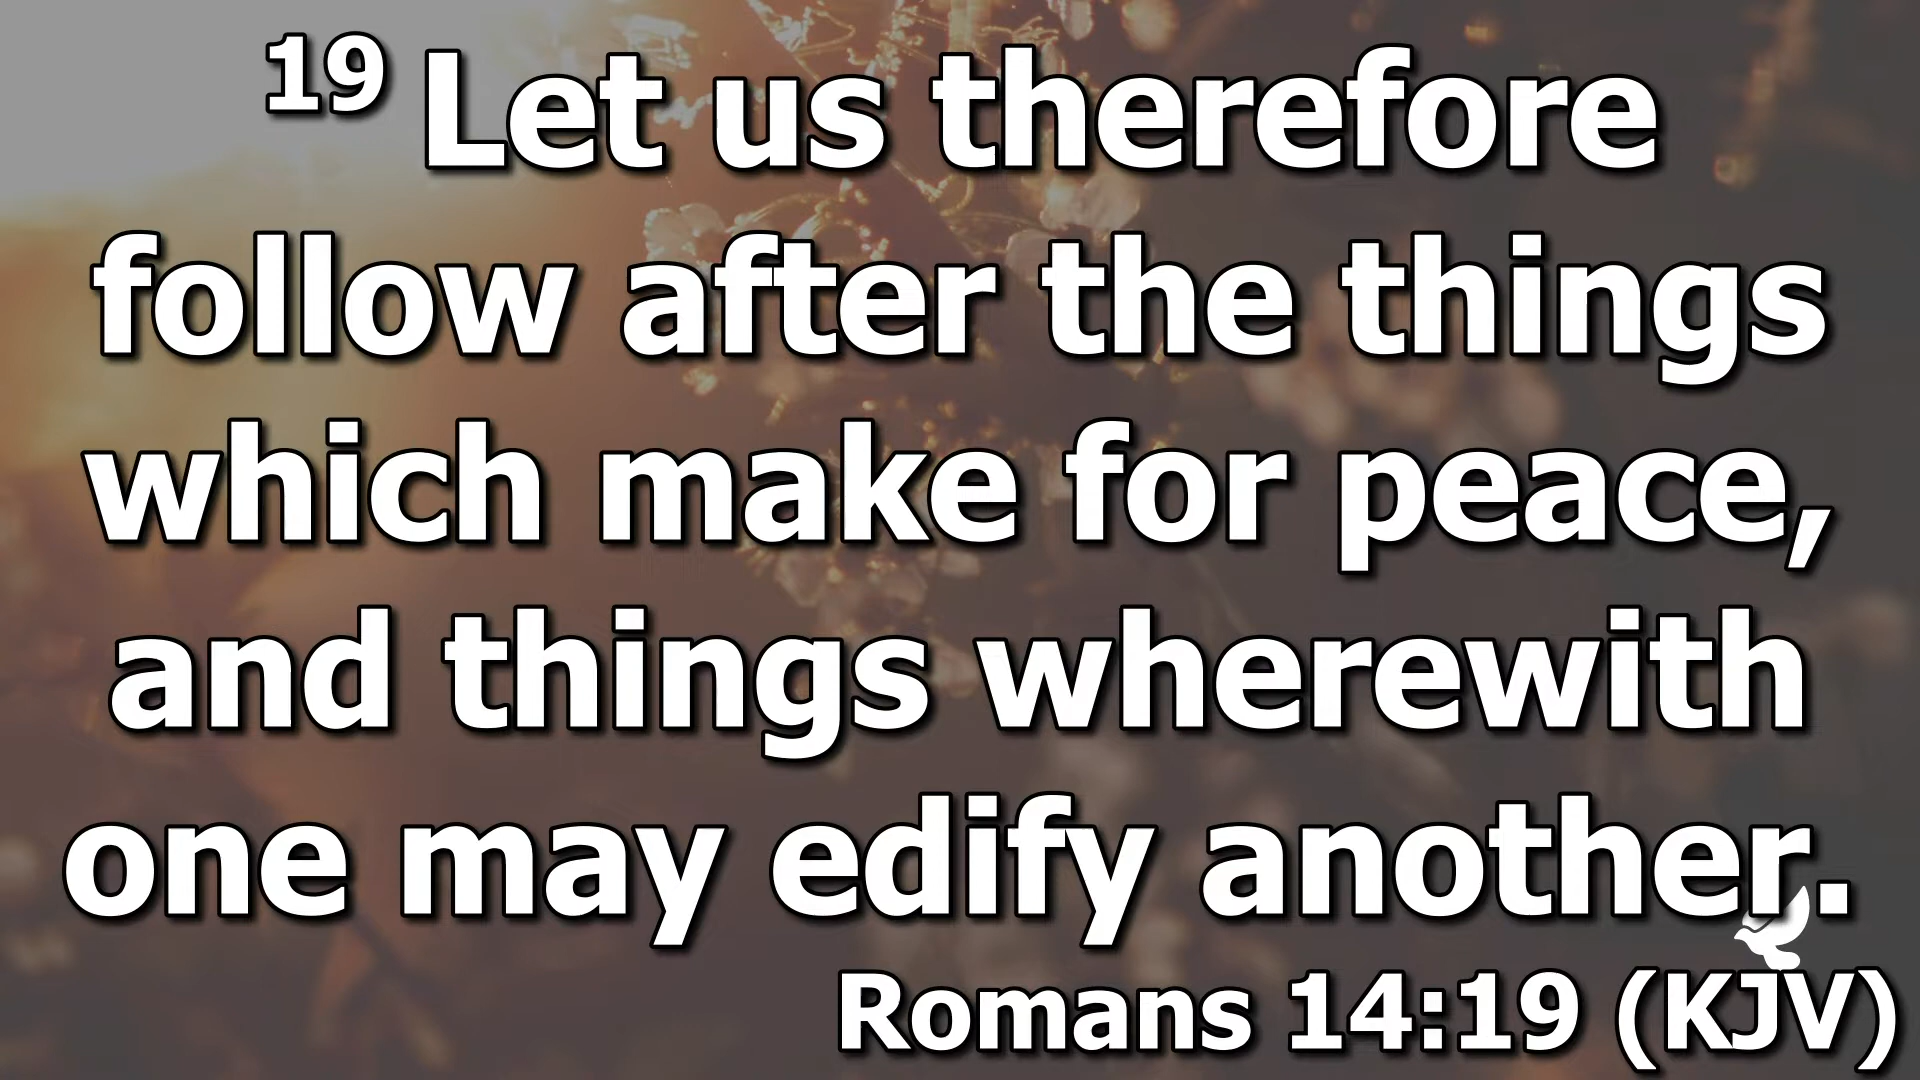 19 Let us therefore
follow after the things
which make for peace,
and things wherewith
one may edify another.
Romans 14:19 (KJV)